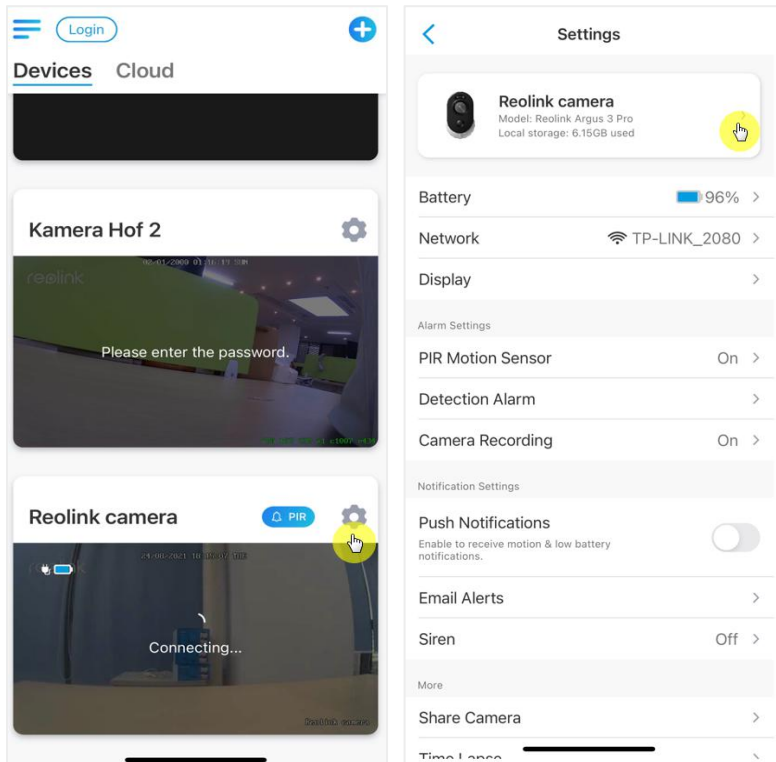 Login
Devices Cloud
Kamera Hof 2
reolink
Please enter the password.
Reolink camera
PIR
Connecting...
Reolink camera
Settings
Reolink camera
Model: Reolink Argus 3 Pro
Local storage: 6.15GB used
Battery 96%
Network TP-LINK_2080
Display
Alarm Settings
PIR Motion Sensor On
Detection Alarm
Camera Recording On
Notification Settings
Push Notifications
Enable to receive motion & low battery
notifications.
Email Alerts
Siren Off
More
Share Camera
Time Lapse